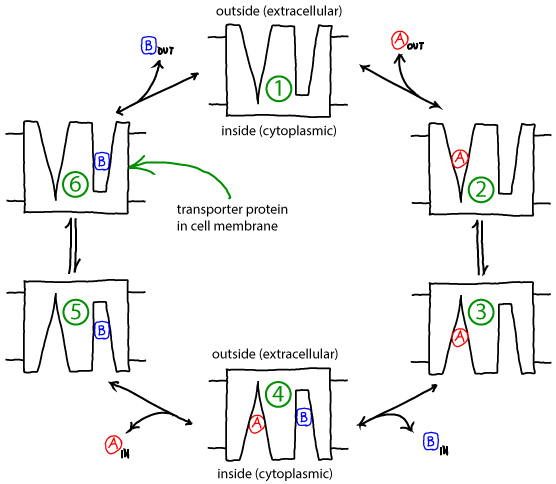 outside (extracellular)
B OUT
A OUT
1
inside (cytoplasmic)
B
6
A
2
transporter protein
in cell membrane
5
B
3
A
outside (extracellular)
4
A
B
A IN
B IN
inside (cytoplasmic)